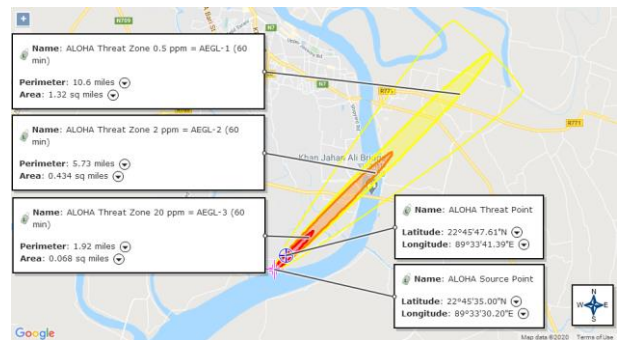 N709
N7
Name: ALOHA Threat Zone 0.5 ppm = AEGL-1 (60
min)
Perimeter: 10.6 miles
Area: 1.32 sq miles
N7
R771
R771
Name: ALOHA Threat Zone 2 ppm = AEGL-2 (60
min)
Perimeter: 5.73 miles
Area: 0.434 sq miles
Khan Jahan Ali Bridge
Name: ALOHA Threat Zone 20 ppm = AEGL-3 (60
min)
Perimeter: 1.92 miles
Area: 0.068 sq miles
Name: ALOHA Threat Point
Latitude: 22°45'47.61"N
Longitude: 89°33'41.39"E
Name: ALOHA Source Point
Latitude: 22°45'35.00"N
Longitude: 89°33'30.20"E
N
W E
S
Google
Map data ©2020 Terms of Use